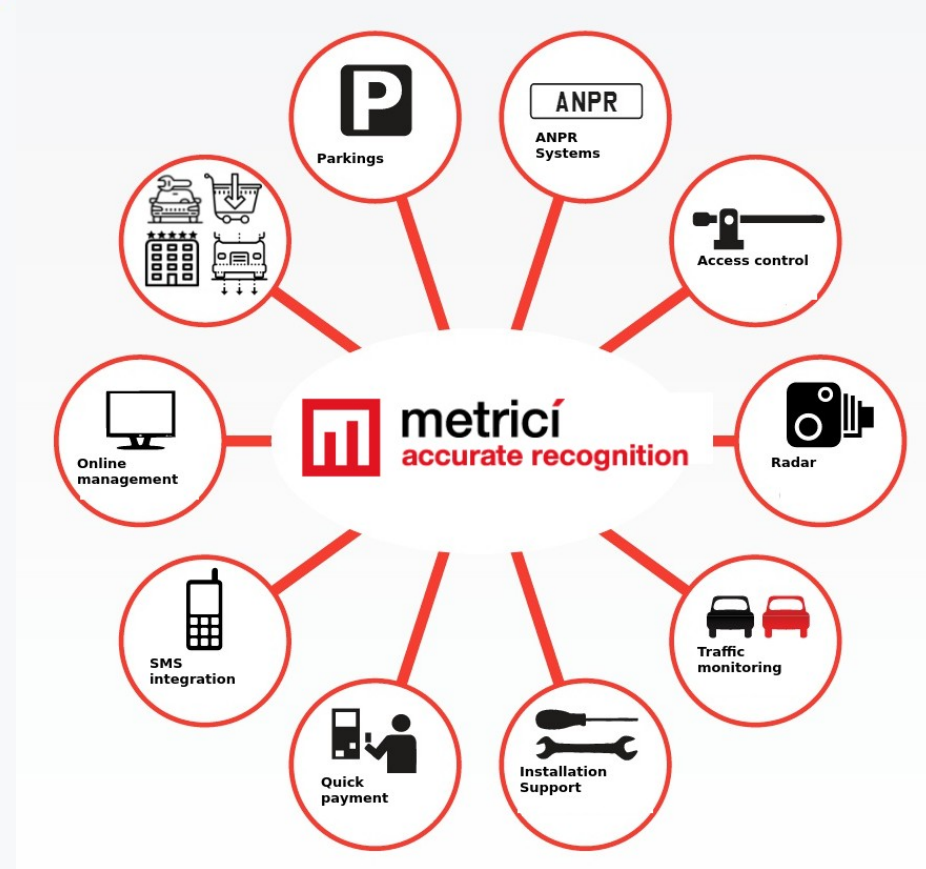 P
Parkings
ANPR
ANPR
Systems
Access control
Online
management
metricí
accurate recognition
Radar
SMS
integration
Traffic
monitoring
Quick
payment
Installation
Support